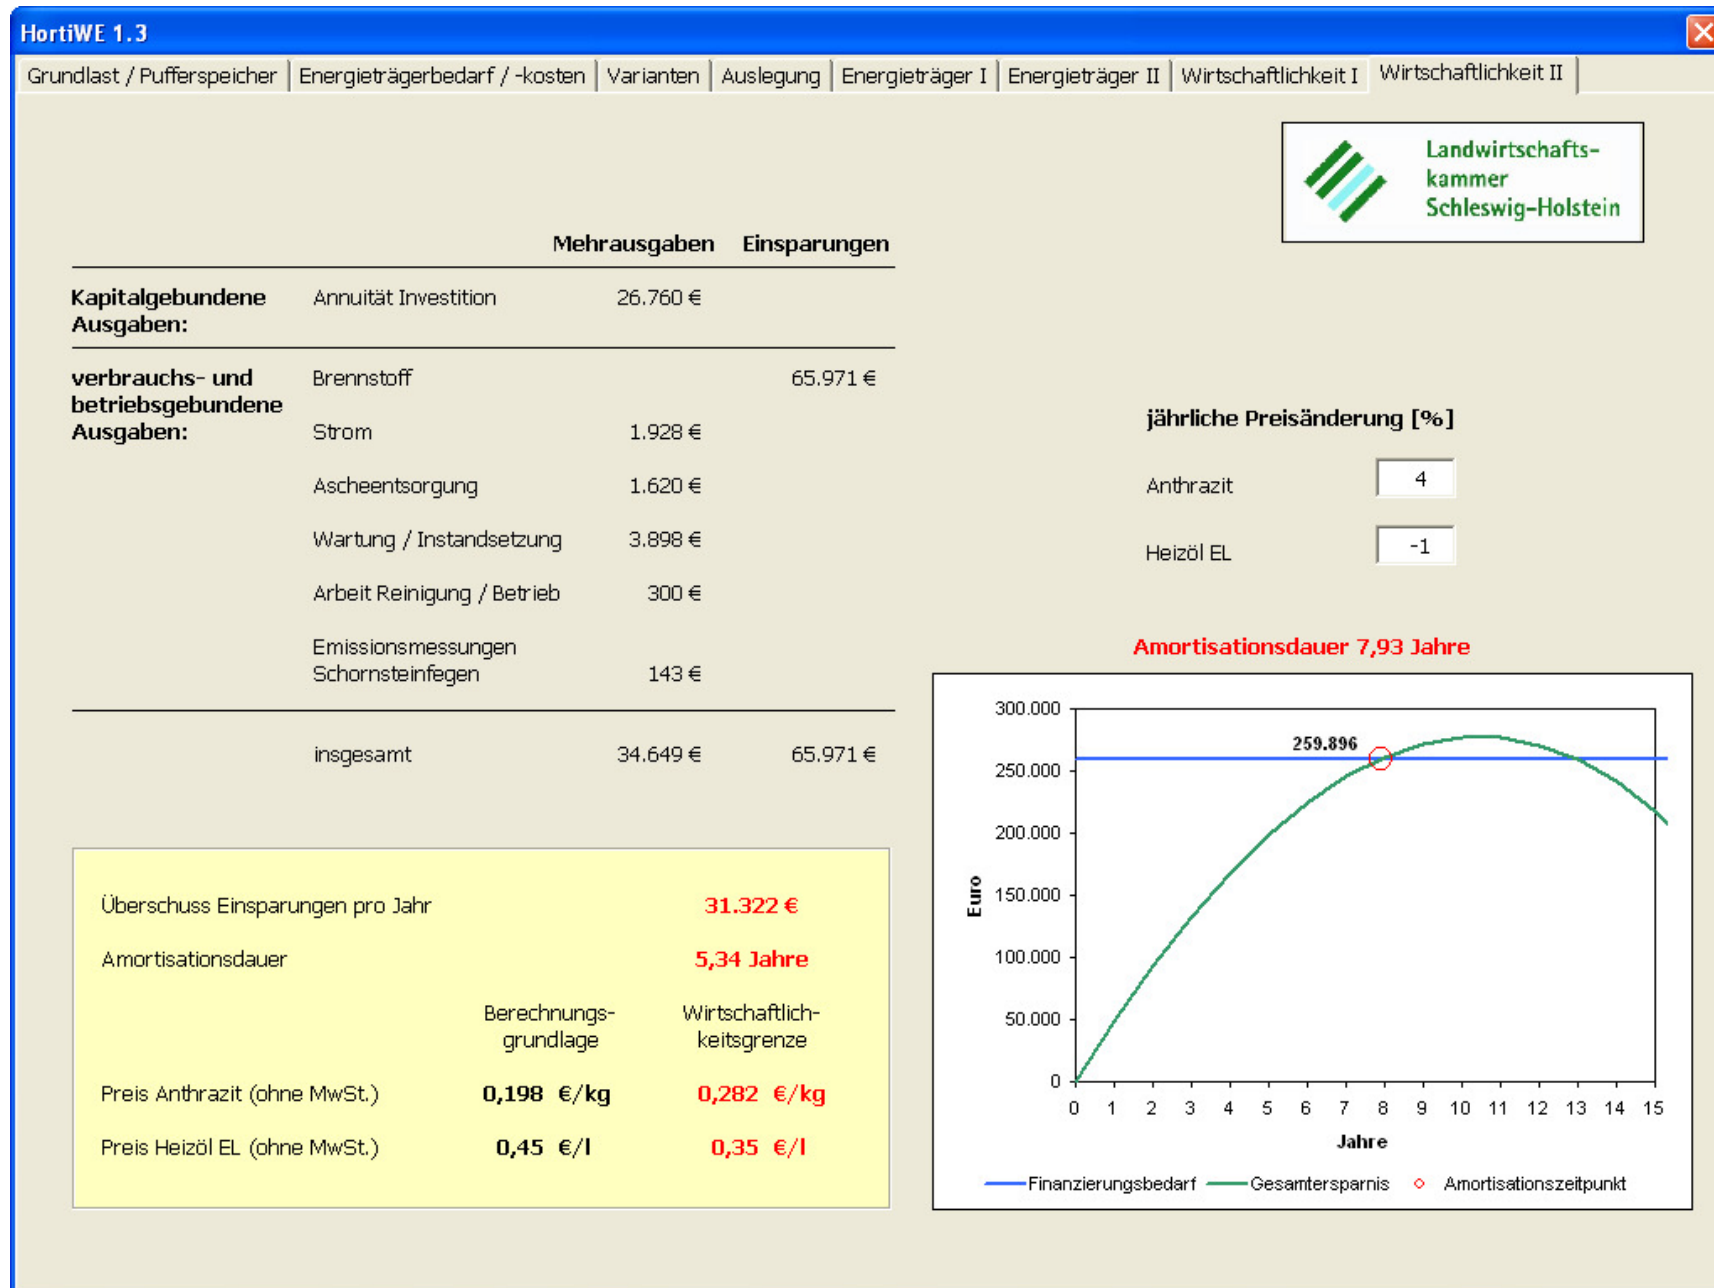 HortiWE 1.3
Grundlast / Pufferspeicher Energieträgerbedarf / -kosten Varianten Auslegung Energieträger I Energieträger II Wirtschaftlichkeit I Wirtschaftlichkeit II
Landwirtschafts-
kammer
Schleswig-Holstein
Mehrausgaben Einsparungen
Kapitalgebundene Annuität Investition 26.760 €
Ausgaben:
verbrauchs- und Brennstoff 65.971 €
betriebsgebundene
Ausgaben: Strom 1.928 €
Ascheentsorgung 1.620 €
Wartung / Instandsetzung 3.898 €
Arbeit Reinigung / Betrieb 300 €
Emissionsmessungen
Schornsteinfegen 143 €
insgesamt 34.649 € 65.971 €
jährliche Preisänderung [%]
Anthrazit 4
Heizöl EL -1
Überschuss Einsparungen pro Jahr 31.322 €
Amortisationsdauer 5,34 Jahre
Berechnungs- Wirtschaftlich-
grundlage keitsgrenze
Preis Anthrazit (ohne MwSt.) 0,198 €/kg 0,282 €/kg
Preis Heizöl EL (ohne MwSt.) 0,45 €/l 0,35 €/l
Amortisationsdauer 7,93 Jahre
300.000
259.896
250.000
200.000
150.000
100.000
50.000
0
Euro
0 1 2 3 4 5 6 7 8 9 10 11 12 13 14 15
Jahre
Finanzierungsbedarf Gesamtersparnis Amortisationszeitpunkt